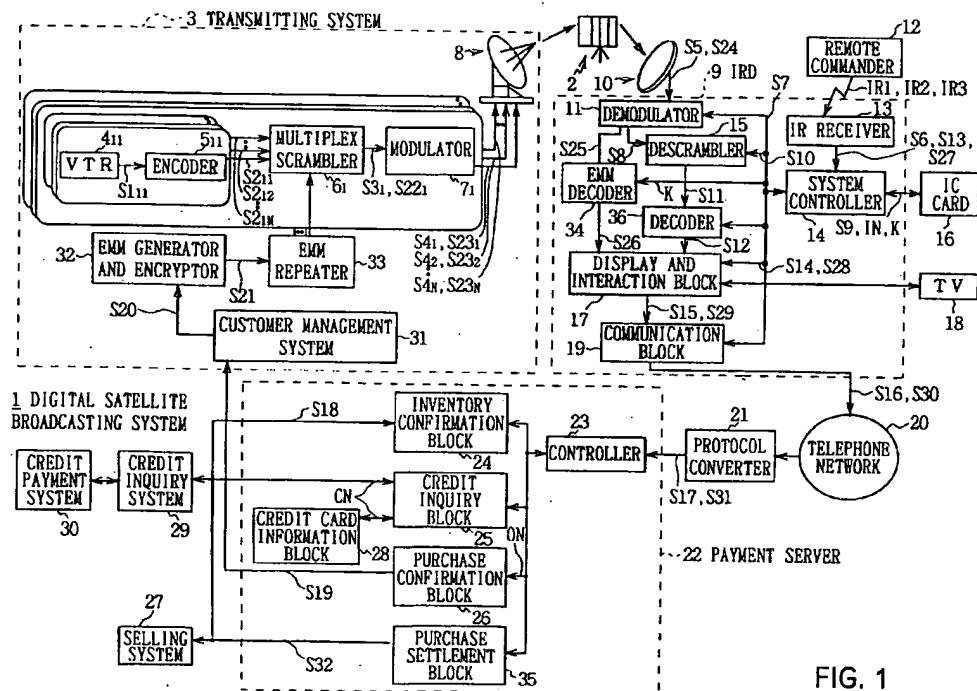 3 TRANSMITTING SYSTEM
8
2
10
S5, S24
9 IRD
12
REMOTE
COMMANDER
IR1, IR2, IR3
S7
13
IR RECEIVER
11
DEMODULATOR
15
DESCRAMBLER
S25
S8
S10
S6, S13,
S27
4₁₁
VTR
S1₁₁
5₁₁
ENCODER
S2₁₁
S2₁₂
S2₁N
MULTIPLEX
SCRAMBLER
6₁
S3₁, S22₁
MODULATOR
7₁
EMM
DECODER
34
K
S11
36
DECODER
S12
S26
SYSTEM
CONTROLLER
14
S9, IN, K
IC
CARD
16
32
EMM GENERATOR
AND ENCRYPTOR
S21
EMM
REPEATER
33
S4₁, S23₁
S4₂, S23₂
S4N, S23N
DISPLAY AND
INTERACTION BLOCK
17
S14, S28
TV
18
S20
CUSTOMER MANAGEMENT
SYSTEM
31
S15, S29
19
COMMUNICATION
BLOCK
S16, S30
1 DIGITAL SATELLITE
BROADCASTING SYSTEM
S18
INVENTORY
CONFIRMATION
BLOCK
24
23
CONTROLLER
21
PROTOCOL
CONVERTER
S17, S31
20
TELEPHONE
NETWORK
CREDIT
PAYMENT
SYSTEM
30
CREDIT
INQUIRY
SYSTEM
29
CN
CREDIT
INQUIRY
BLOCK
25
CREDIT CARD
INFORMATION
BLOCK
28
ON
22 PAYMENT SERVER
S19
PURCHASE
CONFIRMATION
BLOCK
26
27
SELLING
SYSTEM
S32
PURCHASE
SETTLEMENT
BLOCK
35
FIG. 1